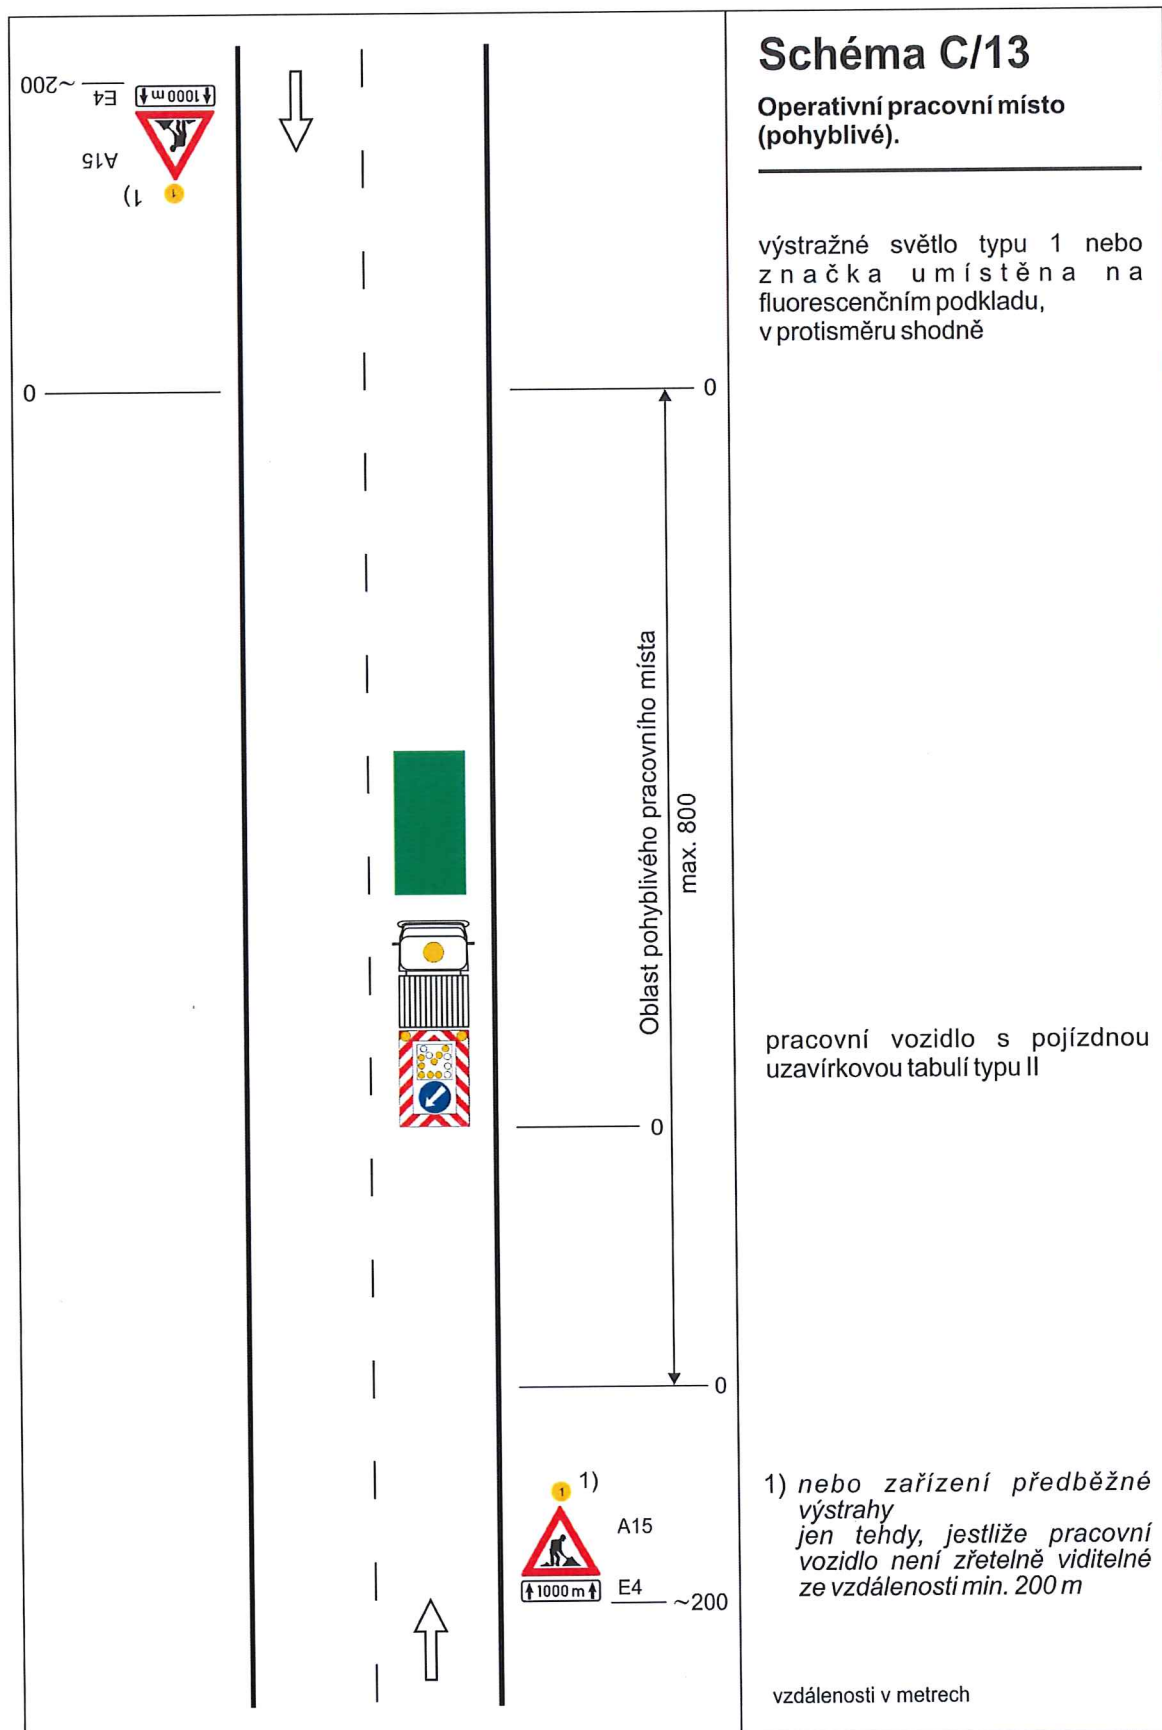 Schéma C/13
Operativní pracovní místo
(pohyblivé).
výstražné světlo typu 1 nebo
značka umístěna na
fluorescenčním podkladu,
v protisměru shodně
~200
E4
1000 m
A15
1)
1
0
0
Oblast pohyblivého pracovního místa
max. 800
pracovní vozidlo s pojízdnou
uzavírkovou tabulí typu II
0
0
1
1)
A15
1000 m
E4
~200
1) nebo zařízení předběžné
výstrahy
jen tehdy, jestliže pracovní
vozidlo není zřetelně viditelné
ze vzdálenosti min. 200 m
vzdálenosti v metrech